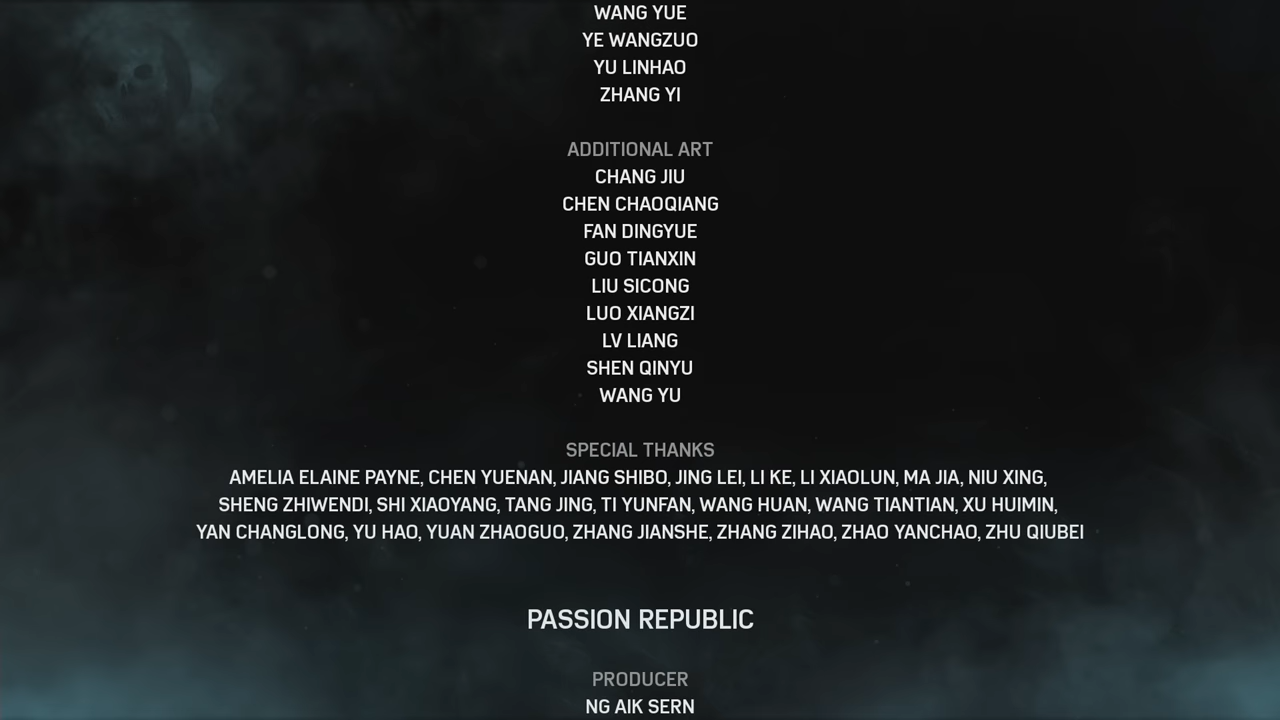 WANG YUE
YE WANGZUO
YU LINHAO
ZHANG YI
ADDITIONAL ART
CHANG JIU
CHEN CHAOQIANG
FAN DINGYUE
GUO TIANXIN
LIU SICONG
LUO XIANGZI
LV LIANG
SHEN QINYU
WANG YU
SPECIAL THANKS
AMELIA ELAINE PAYNE, CHEN YUENAN, JIANG SHIBO, JING LEI, LI KE, LI XIAOLUN, MA JIA, NIU XING,
SHENG ZHIWENDI, SHI XIAOYANG, TANG JING, TI YUNFAN, WANG HUAN, WANG TIANTIAN, XU HUIMIN,
YAN CHANGLONG, YU HAO, YUAN ZHAOGUO, ZHANG JIANSHE, ZHANG ZIHAO, ZHAO YANCHAO, ZHU QIUBEI
PASSION REPUBLIC
PRODUCER
NG AIK SERN